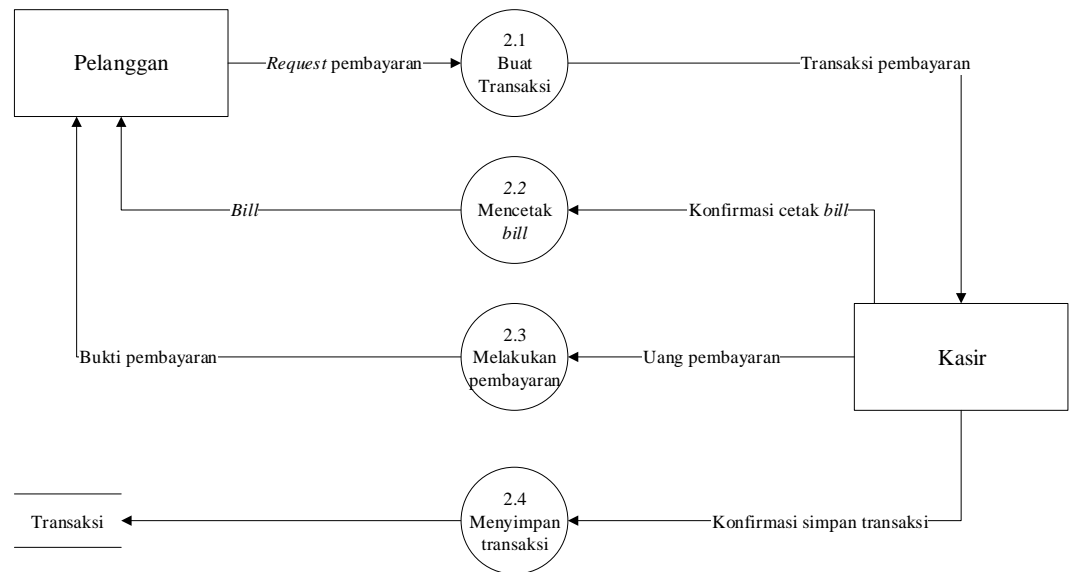 Pelanggan
Request pembayaran
2.1
Buat
Transaksi
Transaksi pembayaran
Bill
2.2
Mencetak
bill
Konfirmasi cetak bill
Bukti pembayaran
2.3
Melakukan
pembayaran
Uang pembayaran
Kasir
Transaksi
2.4
Menyimpan
transaksi
Konfirmasi simpan transaksi